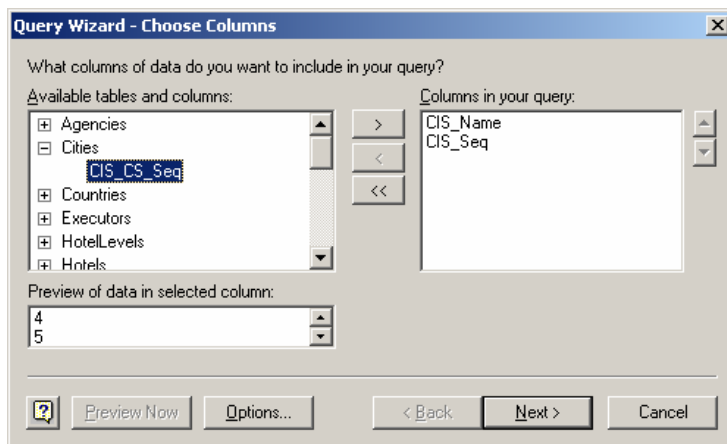 Query Wizard - Choose Columns
What columns of data do you want to include in your query?
Available tables and columns:
Agencies
Cities
CIS_CS_Seq
Countries
Executors
HotelLevels
Hotels
>
<
<<
Columns in your query:
CIS_Name
CIS_Seq
Preview of data in selected column:
4
5
Preview Now
Options...
< Back
Next >
Cancel